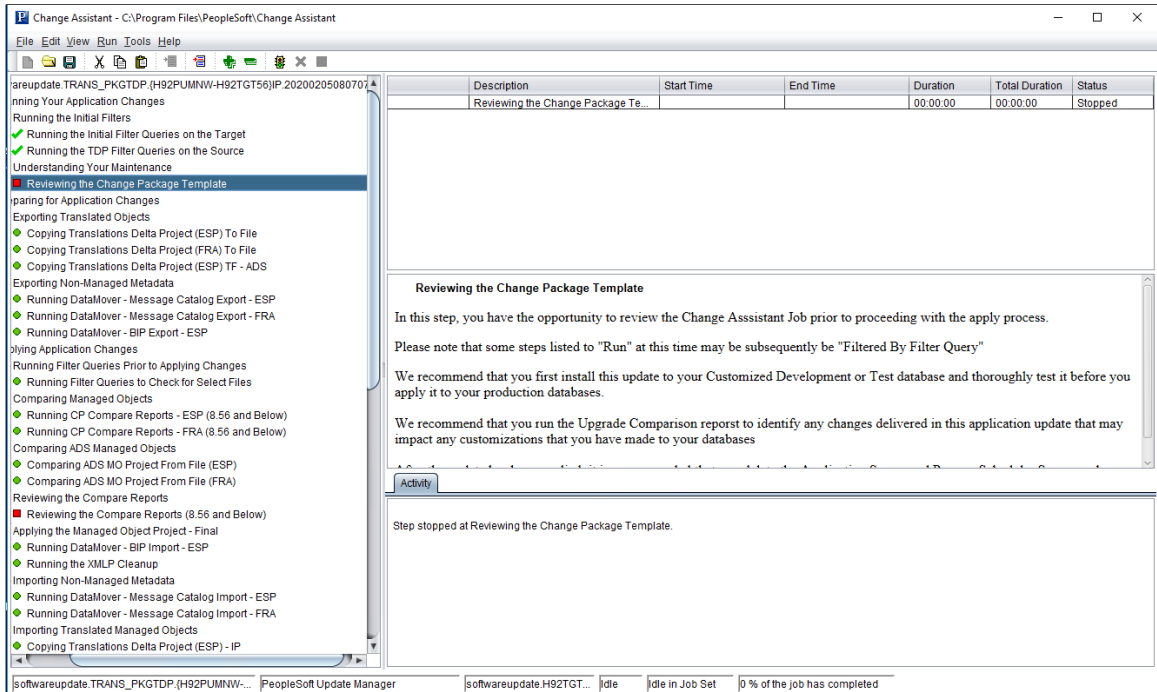 Change Assistant - C:\Program Files\PeopleSoft\Change Assistant
File Edit View Run Tools Help
wareupdate.TRANS_PKGTDP.{H92PUMNW-H92TGT56}IP.20200205080707
nning Your Application Changes
Running the Initial Filters
Running the Initial Filter Queries on the Target
Running the TDP Filter Queries on the Source
Understanding Your Maintenance
Reviewing the Change Package Template
paring for Application Changes
Exporting Translated Objects
Copying Translations Delta Project (ESP) To File
Copying Translations Delta Project (FRA) To File
Copying Translations Delta Project (ESP) TF - ADS
Exporting Non-Managed Metadata
Running DataMover - Message Catalog Export - ESP
Running DataMover - Message Catalog Export - FRA
Running DataMover - BIP Export - ESP
plying Application Changes
Running Filter Queries Prior to Applying Changes
Running Filter Queries to Check for Select Files
Comparing Managed Objects
Running CP Compare Reports - ESP (8.56 and Below)
Running CP Compare Reports - FRA (8.56 and Below)
Comparing ADS Managed Objects
Comparing ADS MO Project From File (ESP)
Comparing ADS MO Project From File (FRA)
Reviewing the Compare Reports
Reviewing the Compare Reports (8.56 and Below)
Applying the Managed Object Project - Final
Running DataMover - BIP Import - ESP
Running the XMLP Cleanup
Importing Non-Managed Metadata
Running DataMover - Message Catalog Import - ESP
Running DataMover - Message Catalog Import - FRA
Importing Translated Managed Objects
Copying Translations Delta Project (ESP) - IP
Description Start Time End Time Duration Total Duration Status
Reviewing the Change Package Te... 00:00:00 00:00:00 Stopped
Reviewing the Change Package Template
In this step, you have the opportunity to review the Change Asssistant Job prior to proceeding with the apply process.
Please note that some steps listed to "Run" at this time may be subsequently be "Filtered By Filter Query"
We recommend that you first install this update to your Customized Development or Test database and thoroughly test it before you
apply it to your production databases.
We recommend that you run the Upgrade Comparison reporst to identify any changes delivered in this application update that may
impact any customizations that you have made to your databases
Activity
Step stopped at Reviewing the Change Package Template.
softwareupdate.TRANS_PKGTDP.{H92PUMNW-... PeopleSoft Update Manager softwareupdate.H92TGT... Idle Idle in Job Set 0 % of the job has completed